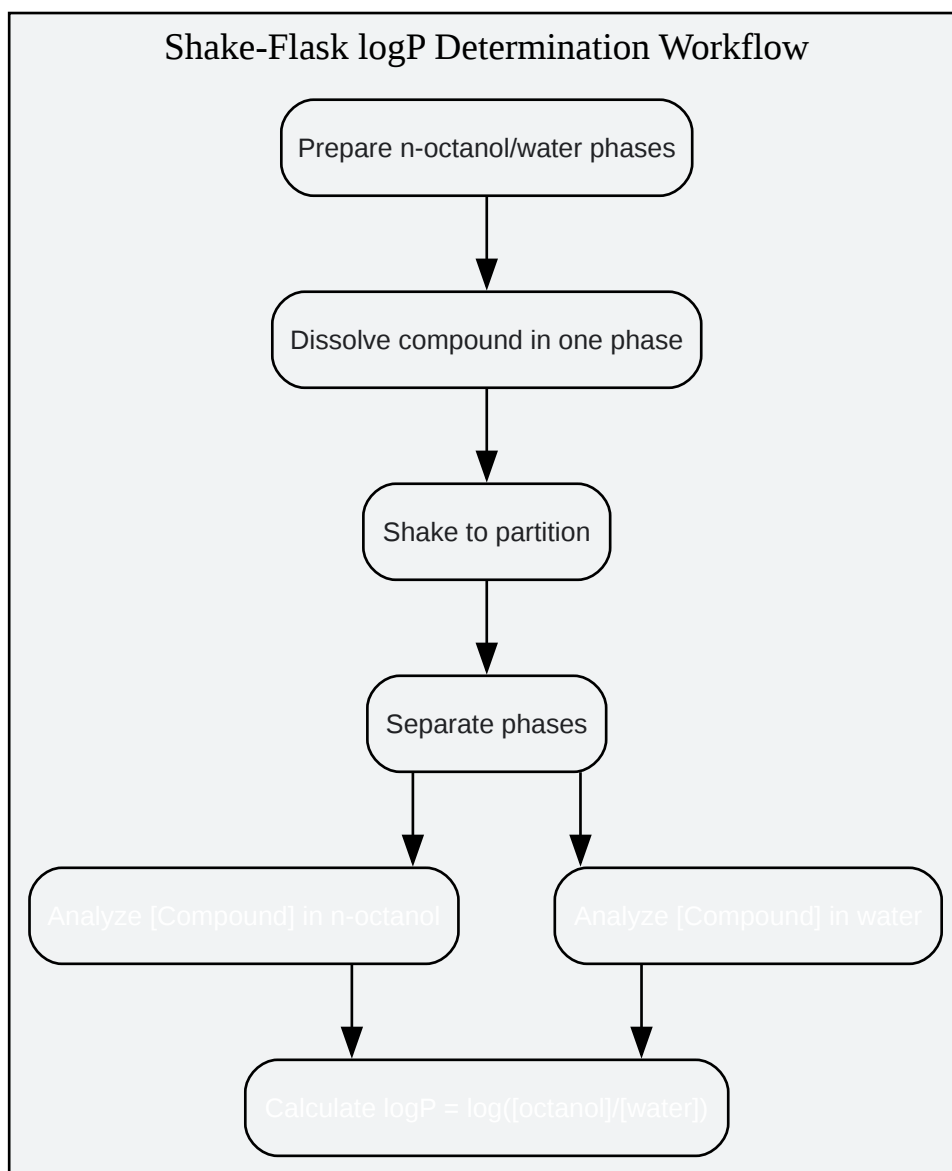 Shake-Flask logP Determination Workflow
Prepare n-octanol/water phases
Dissolve compound in one phase
Shake to partition
Separate phases
Analyze [Compound] in n-octanol
Analyze [Compound] in water
Calculate logP = log([octanol]/[water])